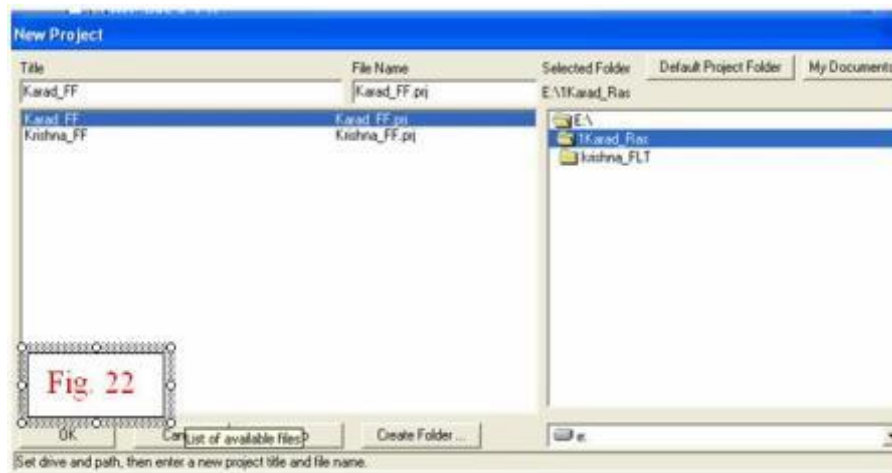 New Project
Title File Name Selected Folder Default Project Folder My Documents
Karad_FF Karad_FF.prj E:\1Karad_Ras
Karad_FF Karad_FF.prj E:\
Krishna_FF Krishna_FF.prj 1Karad_Ras
krishna_FLT
Fig. 22
OK List of available files Create Folder ... e:
Set drive and path, then enter a new project title and file name.